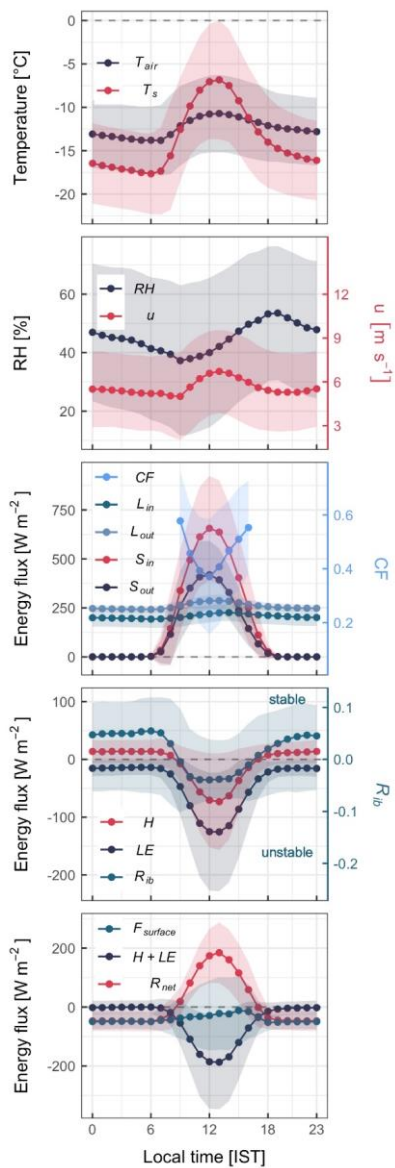 0
-5
-10
-15
-20
Temperature [°C]
T_air
T_s
60
40
20
RH [%]
RH
u
12
9
6
3
u [m s⁻¹]
750
500
250
0
Energy flux [W m⁻²]
CF
L_in
L_out
S_in
S_out
0.6
0.4
0.2
CF
100
0
-100
-200
Energy flux [W m⁻²]
stable
unstable
H
LE
R_ib
0.1
0.0
-0.1
-0.2
R_ib
200
0
-200
Energy flux [W m⁻²]
F_surface
H + LE
R_net
0 6 12 18 23
Local time [IST]